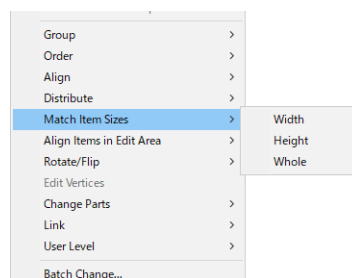 Group
Order
Align
Distribute
Match Item Sizes
Width
Align Items in Edit Area
Height
Rotate/Flip
Whole
Edit Vertices
Change Parts
Link
User Level
Batch Change...